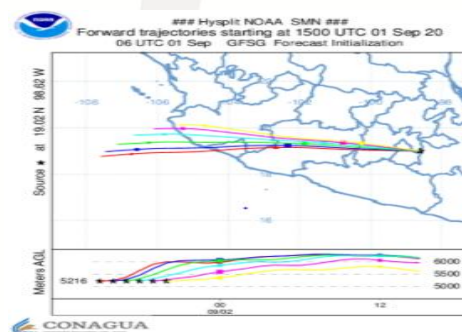 ### Hysplit NOAA SMN ###
Forward trajectories starting at 1500 UTC 01 Sep 20
06 UTC 01 Sep GFSG Forecast Initialization
Source ★ at 19.02 N 98.62 W
-108
-106
-102
18
16
Meters AGL
5216
6000
5500
5000
00
12
09/02
CONAGUA